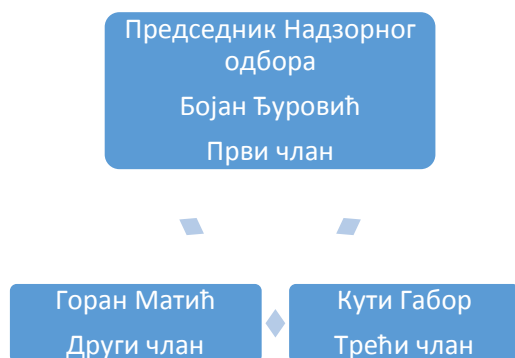 Председник Надзорног
одбора
Бојан Ђуровић
Први члан
Горан Матић
Други члан
Кути Габор
Трећи члан